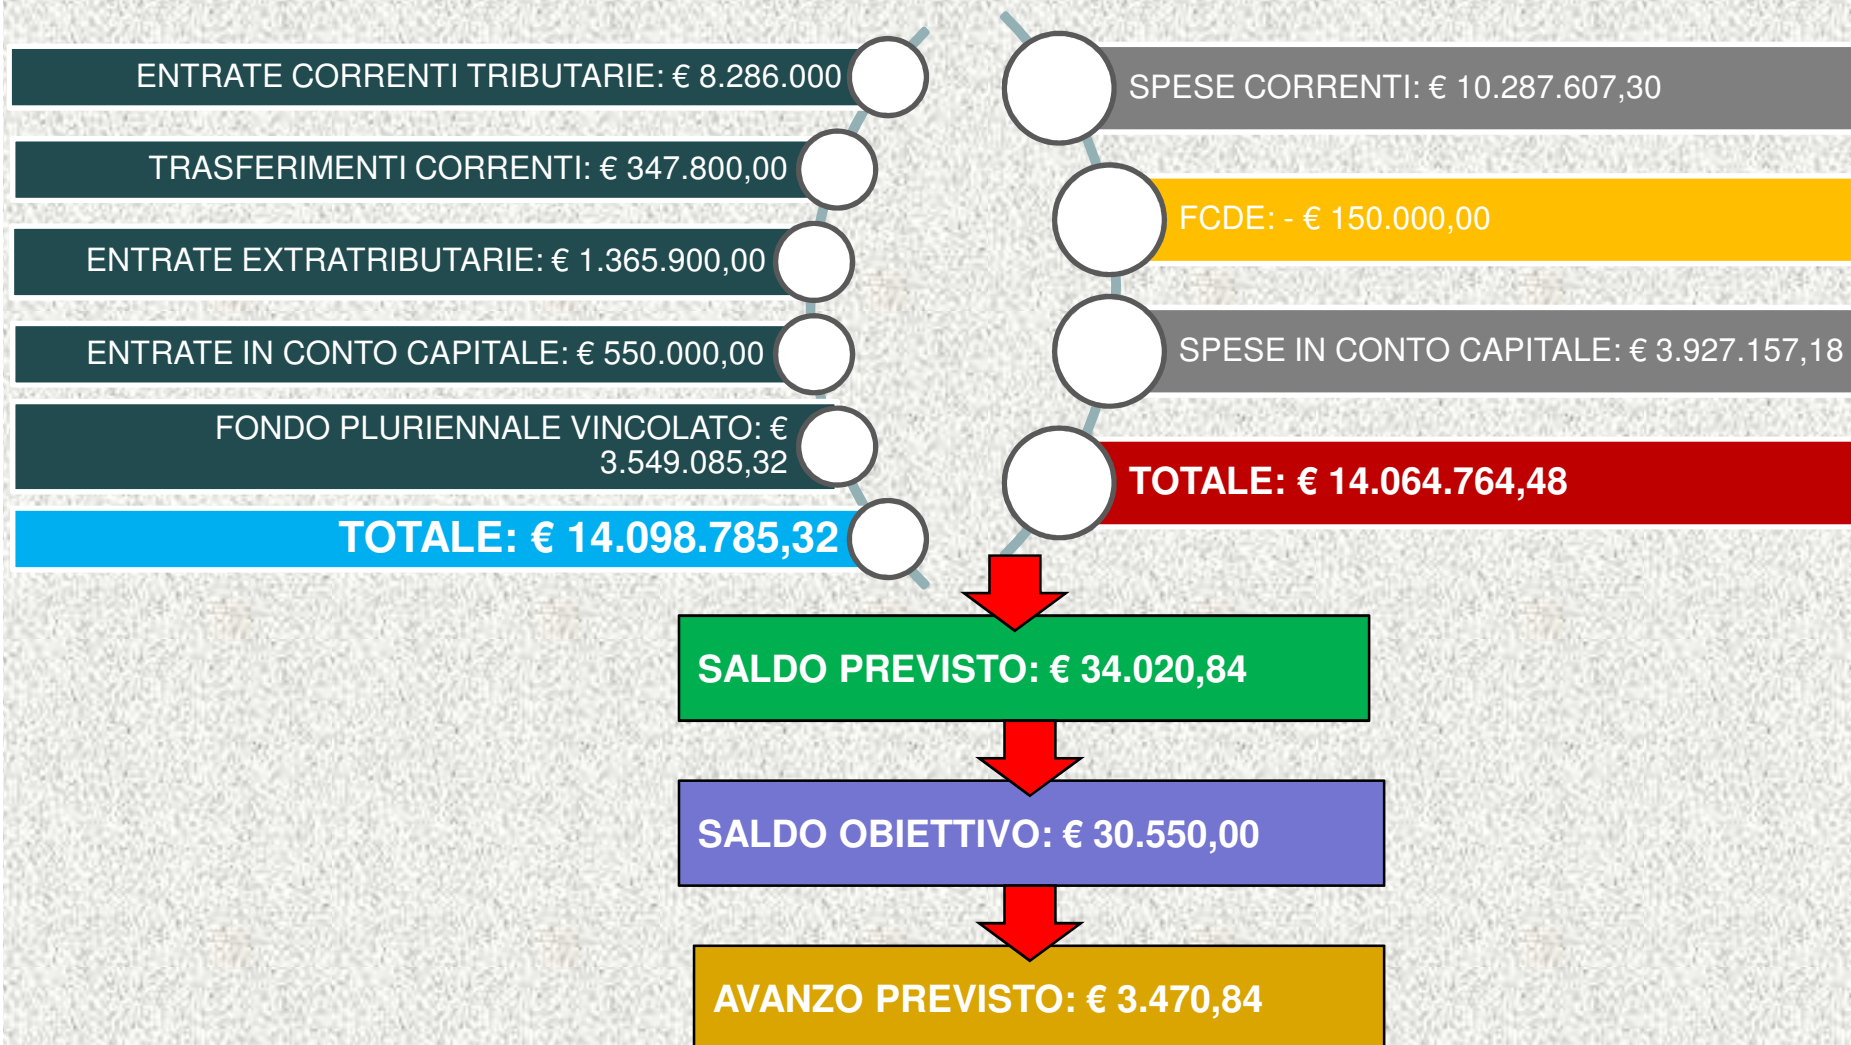 ENTRATE CORRENTI TRIBUTARIE: € 8.286.000
TRASFERIMENTI CORRENTI: € 347.800,00
ENTRATE EXTRATRIBUTARIE: € 1.365.900,00
ENTRATE IN CONTO CAPITALE: € 550.000,00
FONDO PLURIENNALE VINCOLATO: €
3.549.085,32
TOTALE: € 14.098.785,32
SPESE CORRENTI: € 10.287.607,30
FCDE: - € 150.000,00
SPESE IN CONTO CAPITALE: € 3.927.157,18
TOTALE: € 14.064.764,48
SALDO PREVISTO: € 34.020,84
SALDO OBIETTIVO: € 30.550,00
AVANZO PREVISTO: € 3.470,84